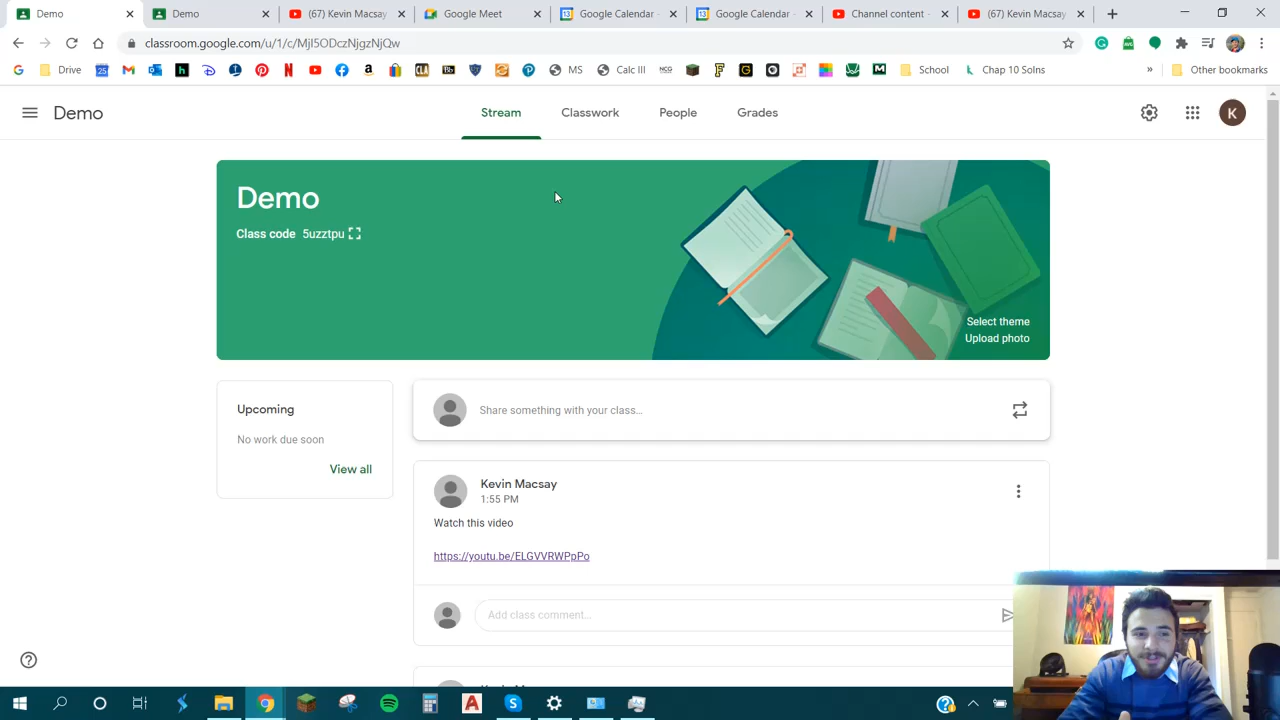 Demo
Demo
(67) Kevin Macsay
Google Meet
Google Calendar -
Google Calendar -
Channel content -
(67) Kevin Macsay
classroom.google.com/u/1/c/MjI5ODczNjgzNjQw
Drive
MS
Calc III
School
Chap 10 Solns
»
Other bookmarks
Demo
Stream
Classwork
People
Grades
K
Demo
Class code 5uzztpu
Select theme
Upload photo
Upcoming
No work due soon
View all
Share something with your class...
Kevin Macsay
1:55 PM
Watch this video
https://youtu.be/ELGVVRWPpPo
Add class comment...